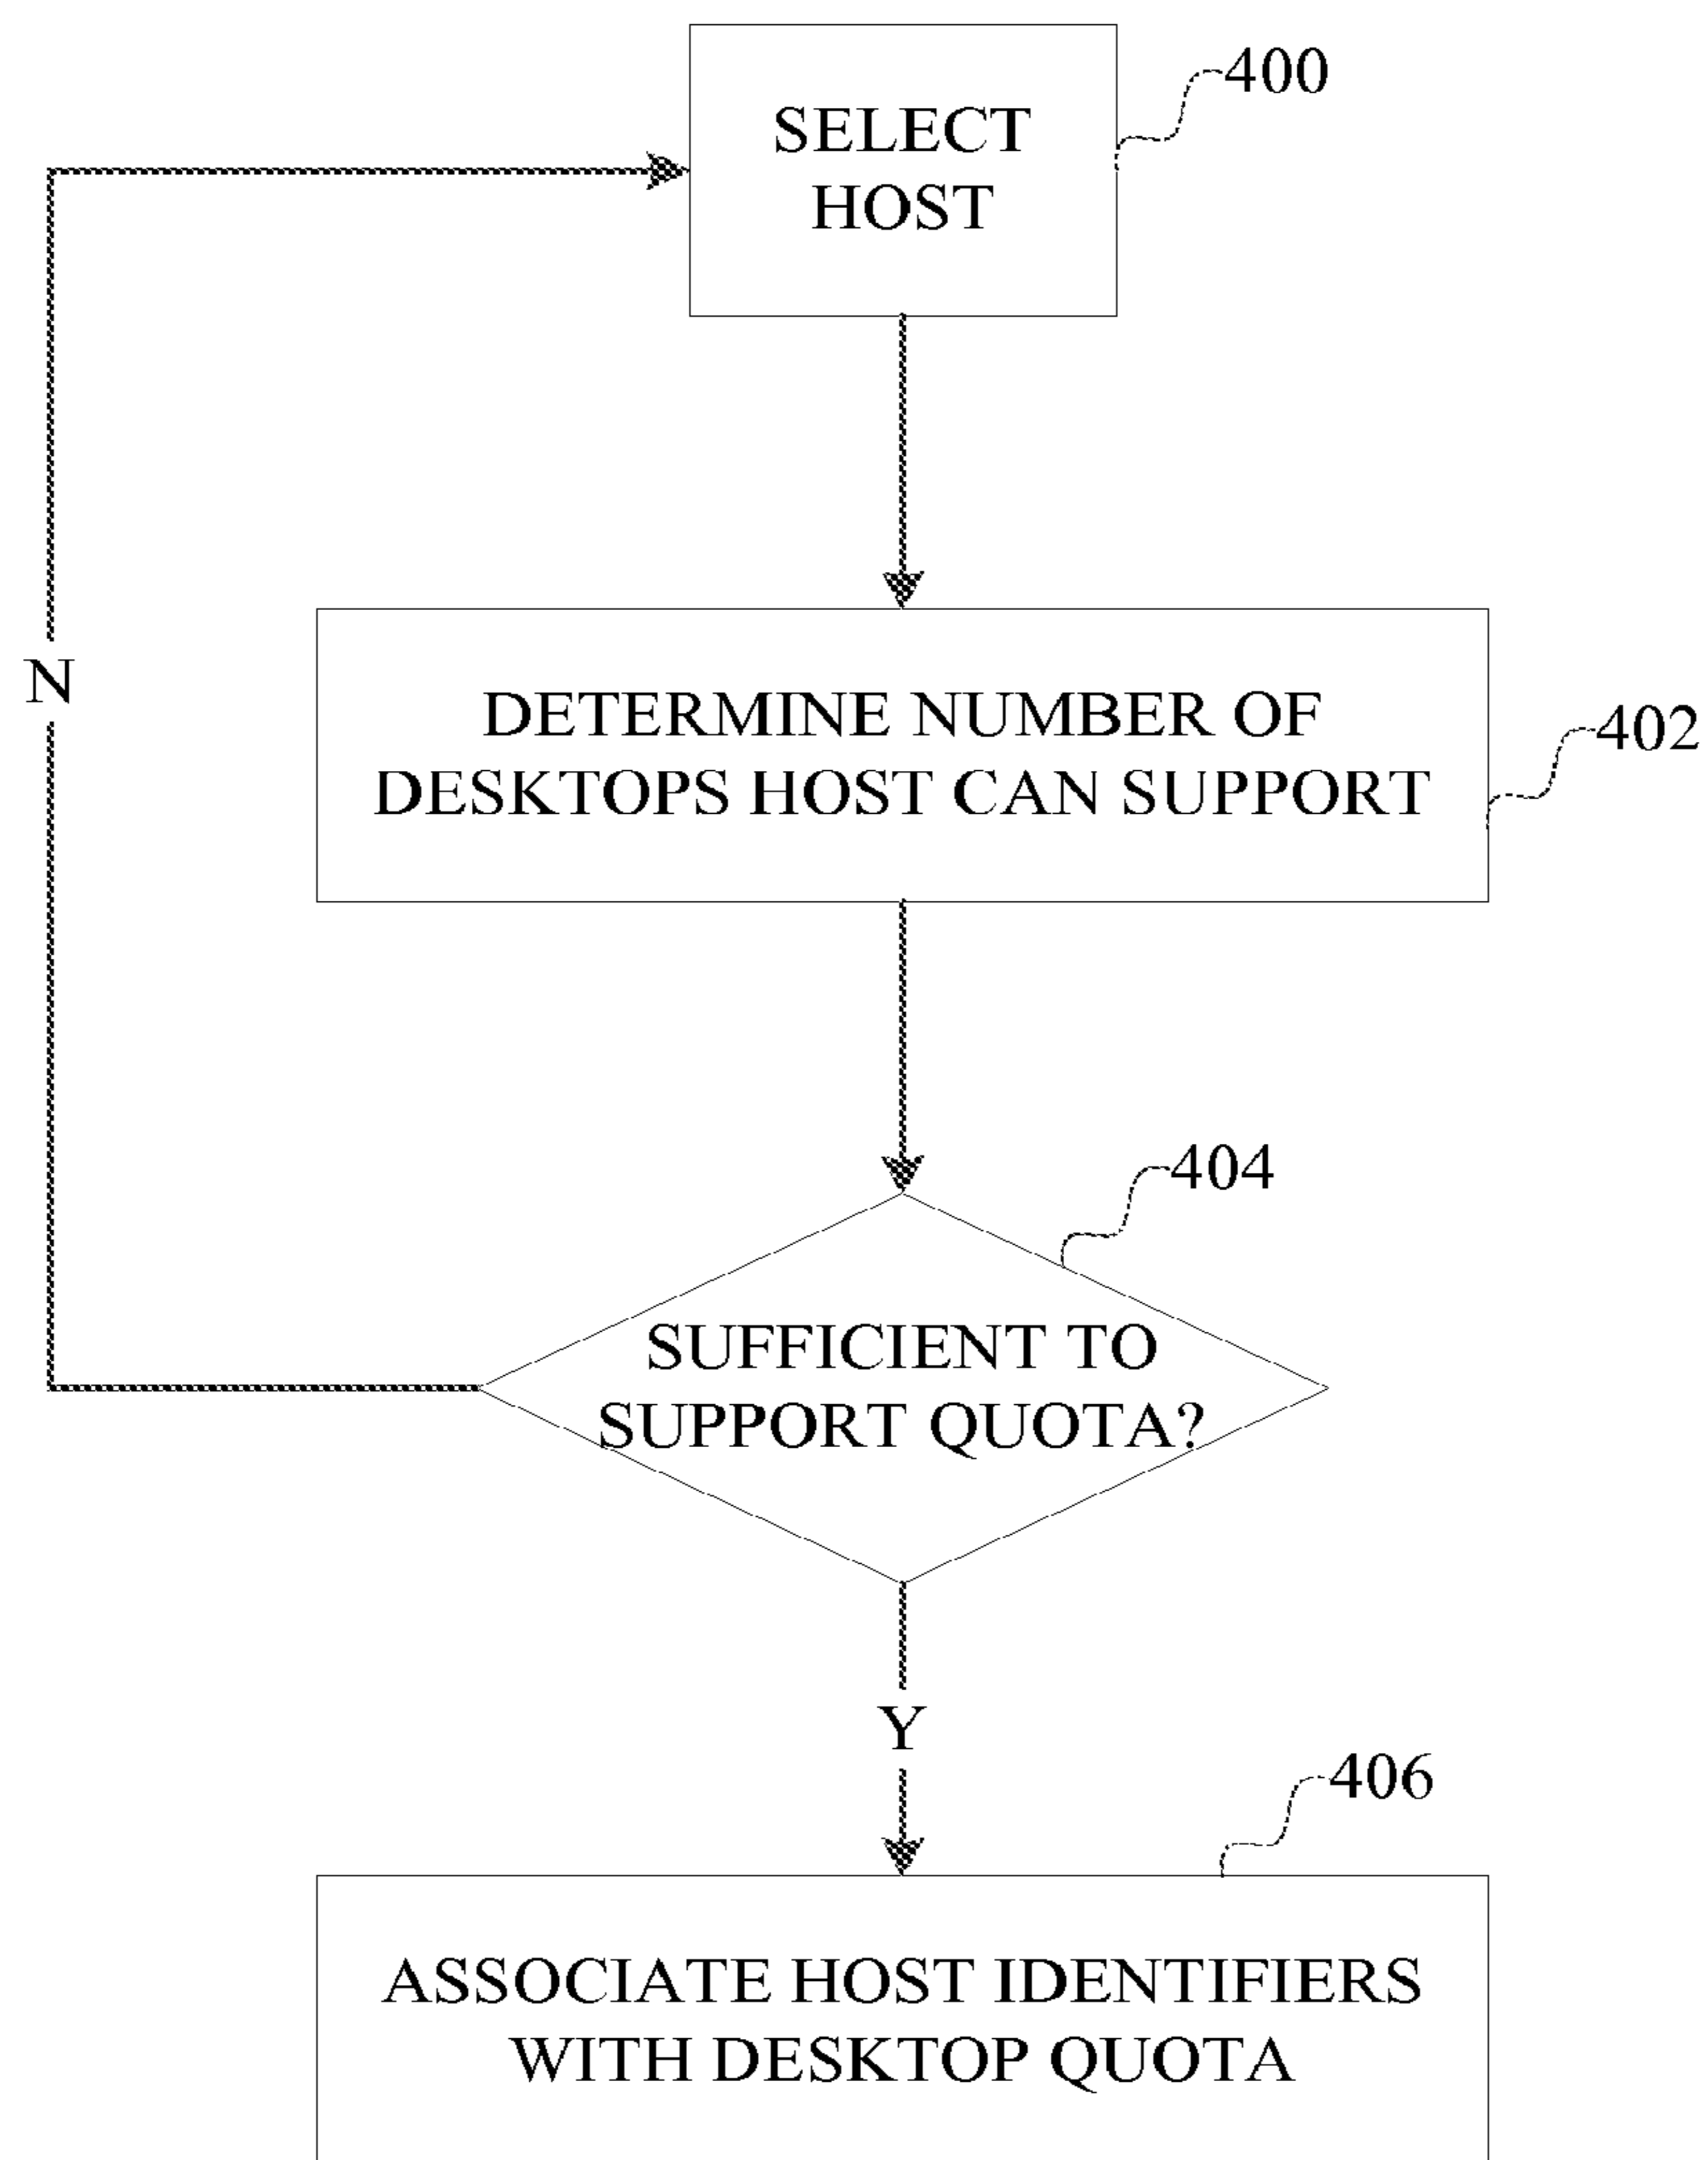 400
SELECT
HOST
N
DETERMINE NUMBER OF
DESKTOPS HOST CAN SUPPORT
402
404
SUFFICIENT TO
SUPPORT QUOTA?
Y
406
ASSOCIATE HOST IDENTIFIERS
WITH DESKTOP QUOTA